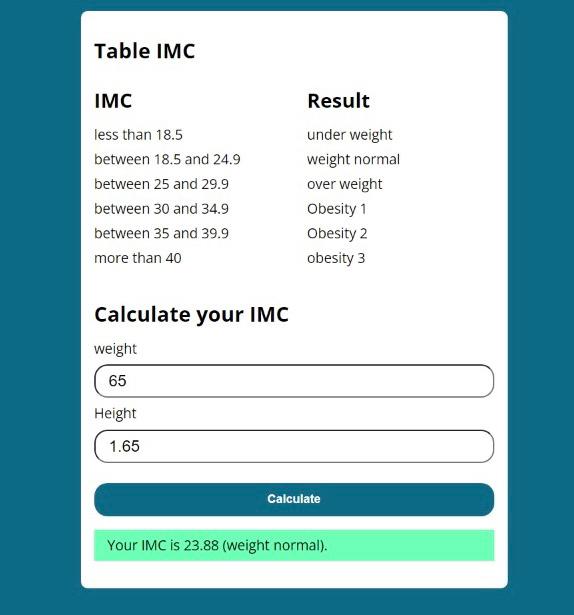 Table IMC
IMC Result
less than 18.5 under weight
between 18.5 and 24.9 weight normal
between 25 and 29.9 over weight
between 30 and 34.9 Obesity 1
between 35 and 39.9 Obesity 2
more than 40 obesity 3
Calculate your IMC
weight
65
Height
1.65
Calculate
Your IMC is 23.88 (weight normal).